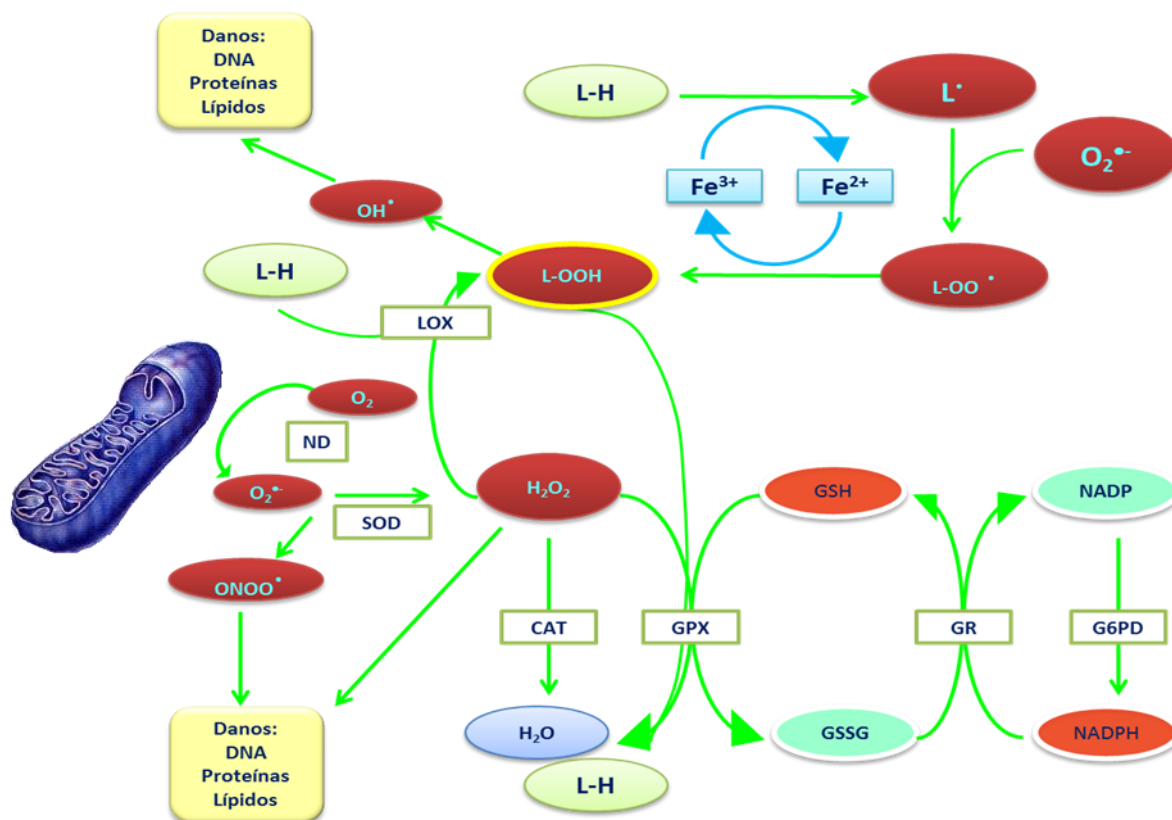 Danos:
DNA
Proteínas
Lípidos
L-H
L•
O₂•-
Fe³⁺
Fe²⁺
OH•
L-H
L-OOH
L-OO •
LOX
O₂
ND
O₂•-
SOD
H₂O₂
GSH
NADP
ONOO•
CAT
GPX
GR
G6PD
H₂O
GSSG
NADPH
L-H
Danos:
DNA
Proteínas
Lípidos